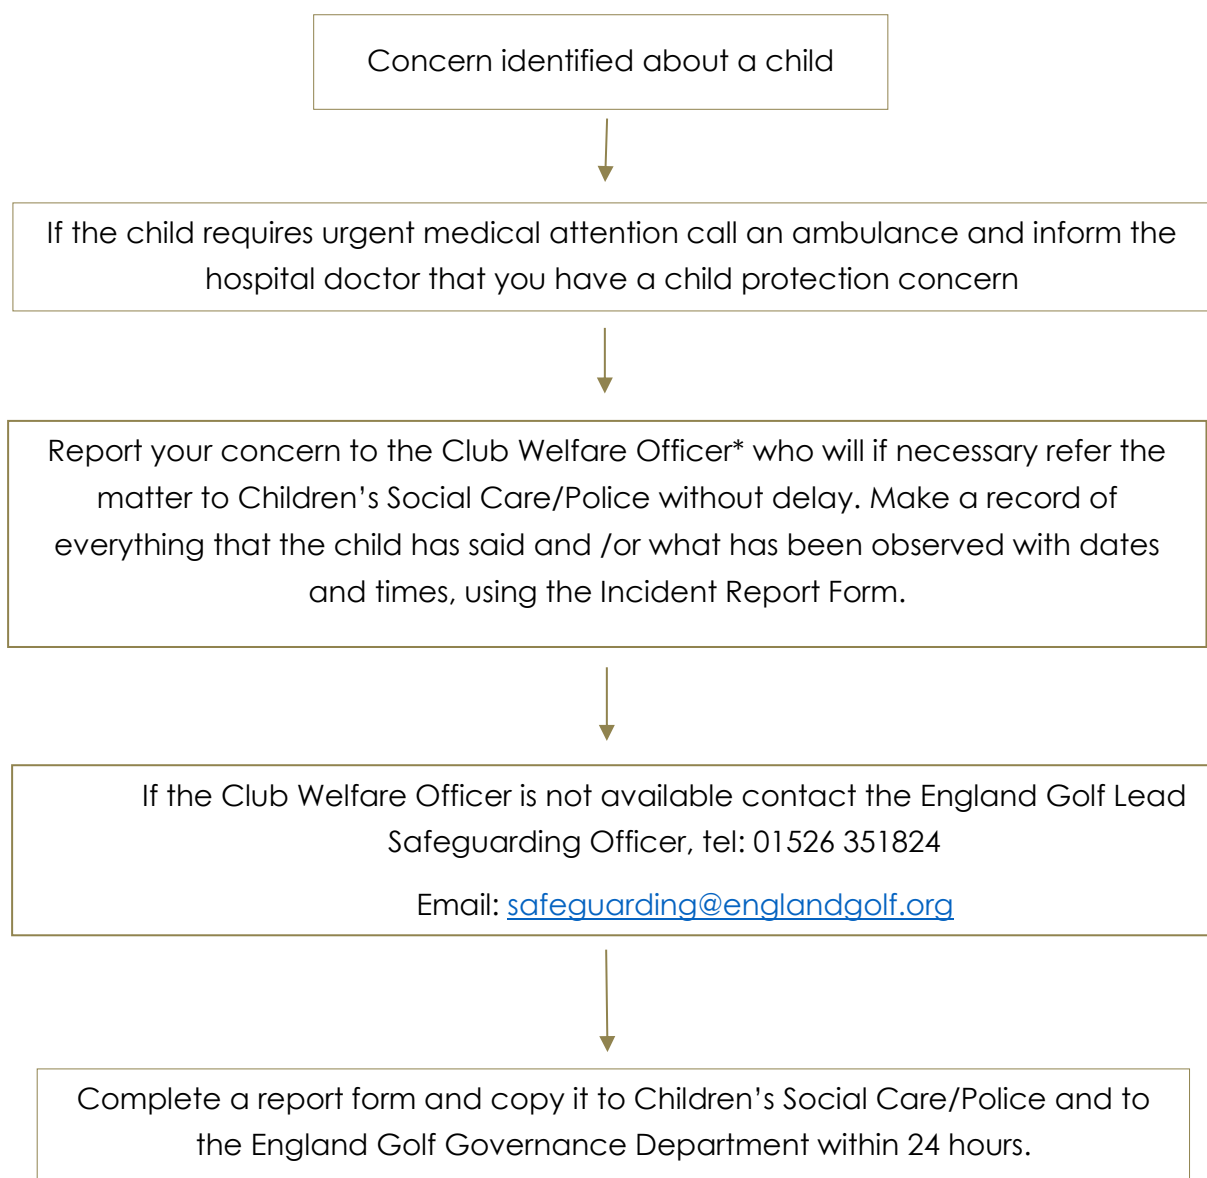 Concern identified about a child
If the child requires urgent medical attention call an ambulance and inform the
hospital doctor that you have a child protection concern
Report your concern to the Club Welfare Officer* who will if necessary refer the
matter to Children’s Social Care/Police without delay. Make a record of
everything that the child has said and /or what has been observed with dates
and times, using the Incident Report Form.
If the Club Welfare Officer is not available contact the England Golf Lead
Safeguarding Officer, tel: 01526 351824
Email: safeguarding@englandgolf.org
Complete a report form and copy it to Children’s Social Care/Police and to
the England Golf Governance Department within 24 hours.